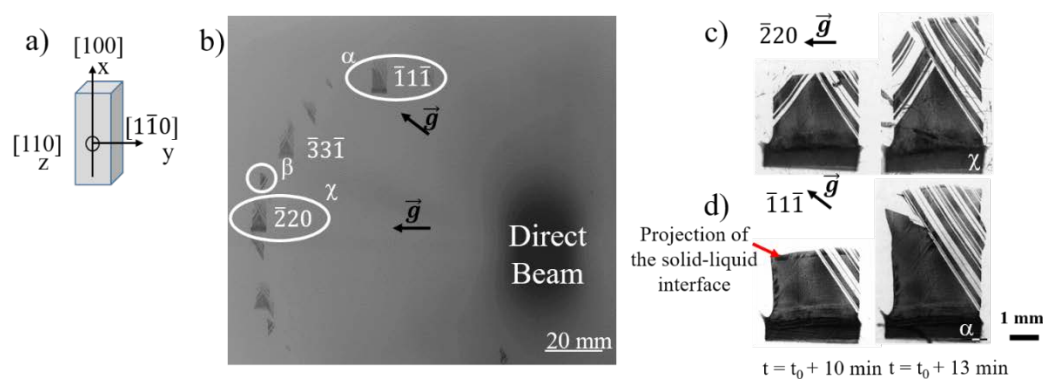 a)
[100]
x
[110]
z
[11̅0]
y
b)
α
1̅11̅
g⃗
3̅31̅
β
χ
2̅20
g⃗
Direct
Beam
20 mm
c)
2̅20
g⃗
χ
d)
1̅11̅
g⃗
Projection of
the solid-liquid
interface
α
1 mm
t = t₀ + 10 min
t = t₀ + 13 min